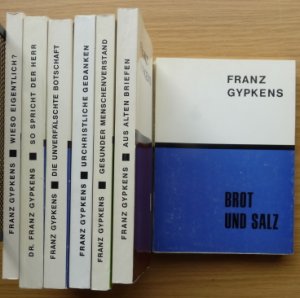 FRANZ GYPKENS ■ WIESO EIGENTLICH?
DR. FRANZ GYPKENS ■ SO SPRICHT DER HERR
FRANZ GYPKENS ■ DIE UNVERFÄLSCHTE BOTSCHAFT
FRANZ GYPKENS ■ URCHRISTLICHE GEDANKEN
FRANZ GYPKENS ■ GESUNDER MENSCHENVERSTAND
FRANZ GYPKENS ■ AUS ALTEN BRIEFEN
FRANZ
GYPKENS
BROT
UND SALZ